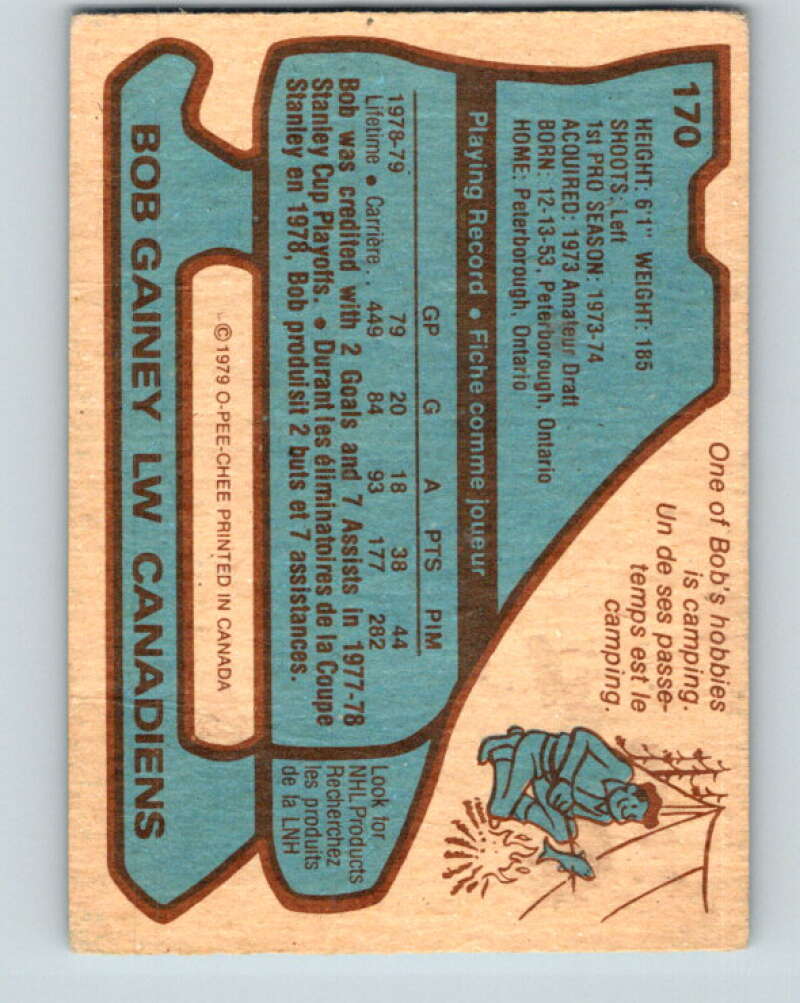 170
HEIGHT: 6'1" WEIGHT: 185
SHOOTS: Left
1st PRO SEASON: 1973-74
ACQUIRED: 1973 Amateur Draft
BORN: 12-13-53, Peterborough, Ontario
HOME: Peterborough, Ontario
One of Bob's hobbies
is camping.
Un de ses passe-
temps est le
camping.
Playing Record • Fiche comme joueur
GP G A PTS PIM
1978-79 79 20 18 38 44
Lifetime • Carrière . . 449 84 93 177 282
Bob was credited with 2 Goals and 7 Assists in 1977-78
Stanley Cup Playoffs. • Durant les éliminatoires de la Coupe
Stanley en 1978, Bob produisit 2 buts et 7 assistances.
Look for
NHL Products
Recherchez
les produits
de la LNH
© 1979 O-PEE-CHEE PRINTED IN CANADA
BOB GAINEY LW CANADIENS